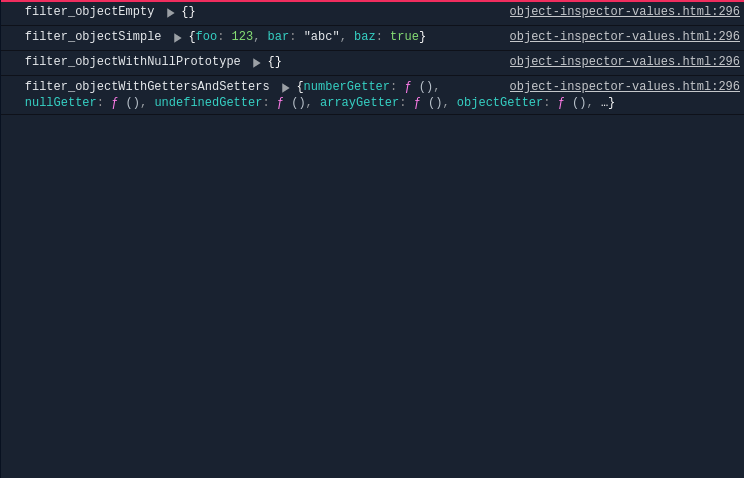 filter_objectEmpty ▶ {} object-inspector-values.html:296
filter_objectSimple ▶ {foo: 123, bar: "abc", baz: true} object-inspector-values.html:296
filter_objectWithNullPrototype ▶ {} object-inspector-values.html:296
filter_objectWithGettersAndSetters ▶ {numberGetter: ƒ (), object-inspector-values.html:296
nullGetter: ƒ (), undefinedGetter: ƒ (), arrayGetter: ƒ (), objectGetter: ƒ (), …}